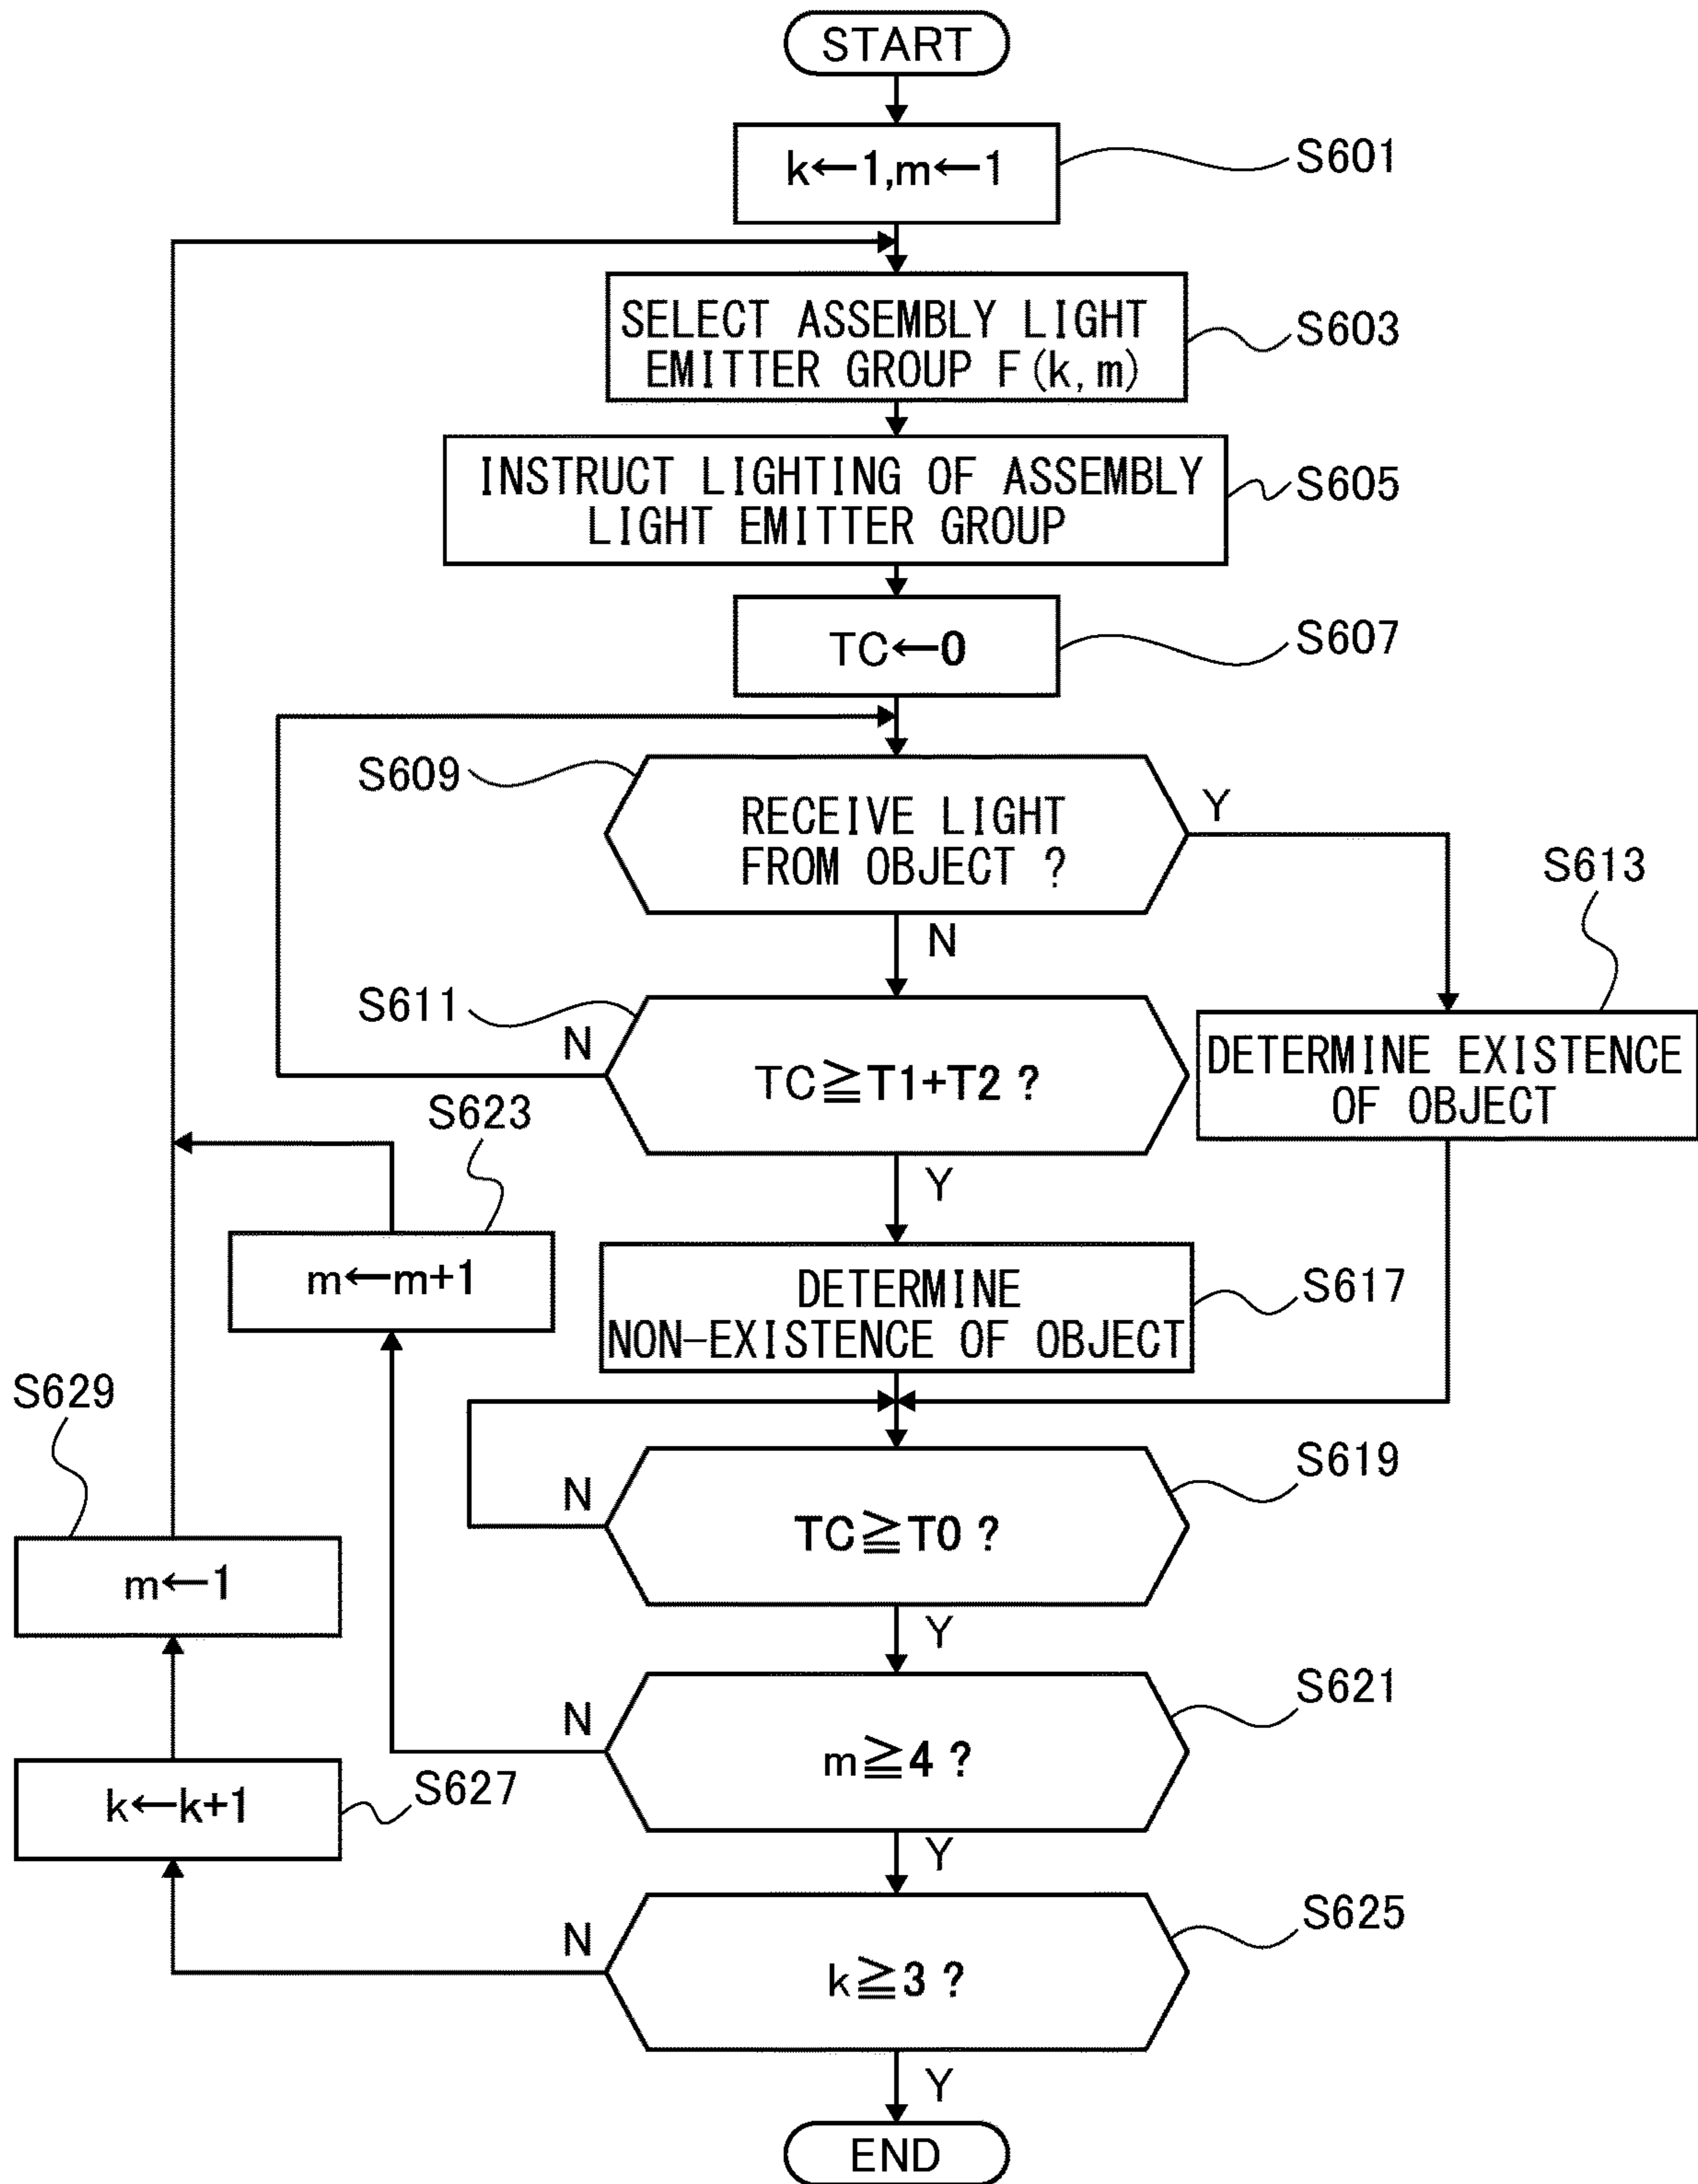 START
k←1,m←1
S601
SELECT ASSEMBLY LIGHT
EMITTER GROUP F(k,m)
S603
INSTRUCT LIGHTING OF ASSEMBLY
LIGHT EMITTER GROUP
S605
TC←0
S607
S609
RECEIVE LIGHT
FROM OBJECT ?
Y
N
S613
DETERMINE EXISTENCE
OF OBJECT
S611
N
TC≧T1+T2 ?
Y
S623
m←m+1
DETERMINE
NON-EXISTENCE OF OBJECT
S617
S629
m←1
N
TC≧T0 ?
S619
Y
N
m≧4 ?
S621
Y
k←k+1
S627
N
k≧3 ?
S625
Y
END